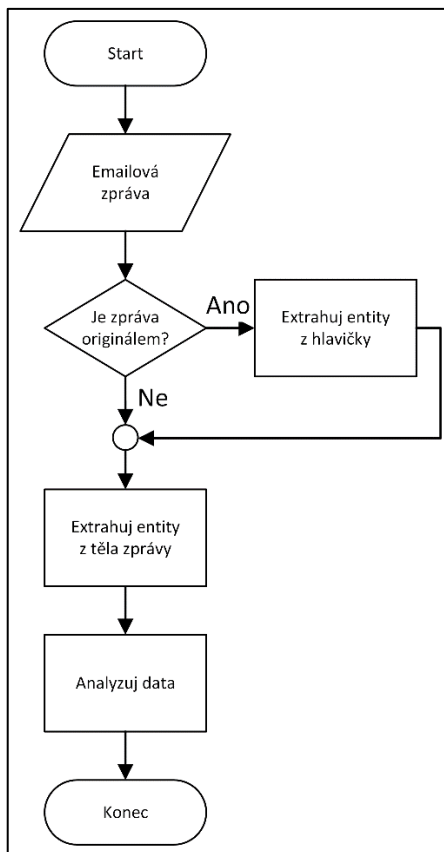 Start
Emailová
zpráva
Je zpráva
originálem?
Ano
Extrahuj entity
z hlavičky
Ne
Extrahuj entity
z těla zprávy
Analyzuj data
Konec